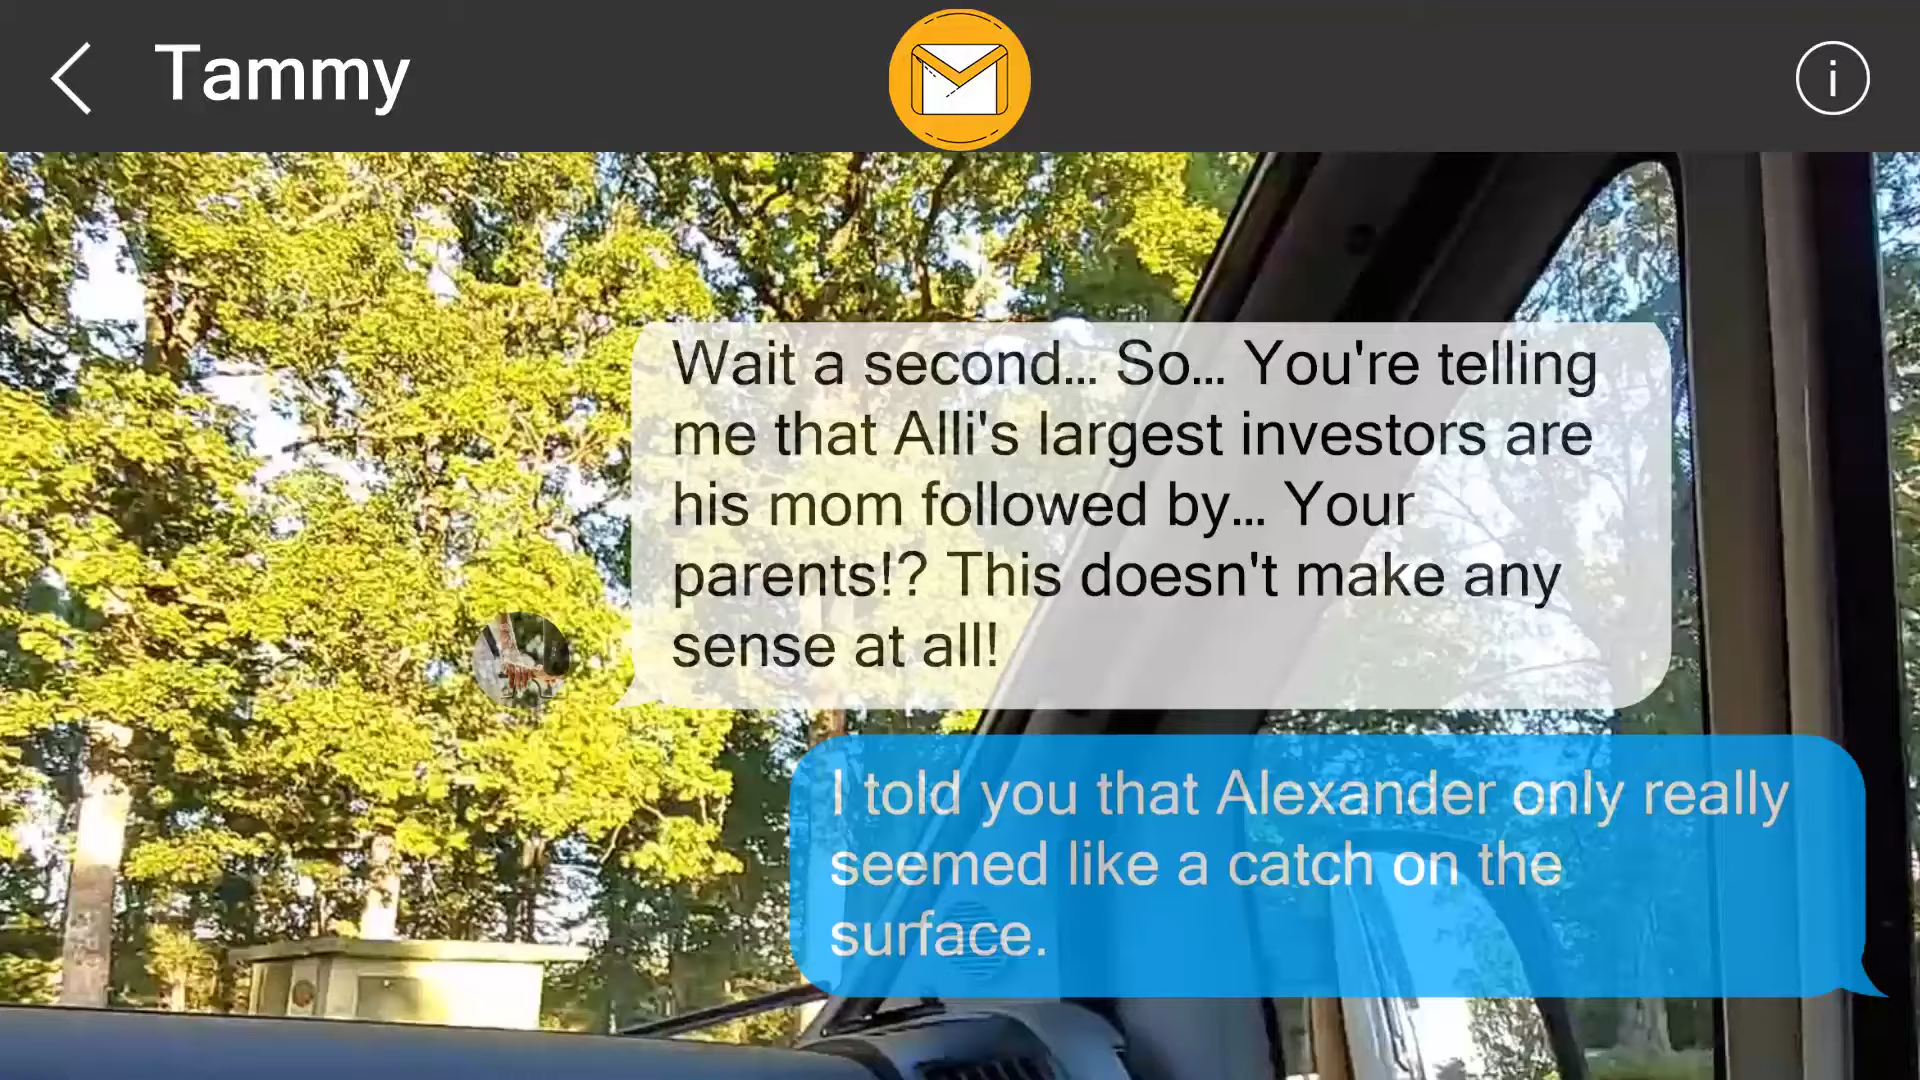 Tammy
i
Wait a second... So... You're telling
me that Alli's largest investors are
his mom followed by... Your
parents!? This doesn't make any
sense at all!
I told you that Alexander only really
seemed like a catch on the
surface.